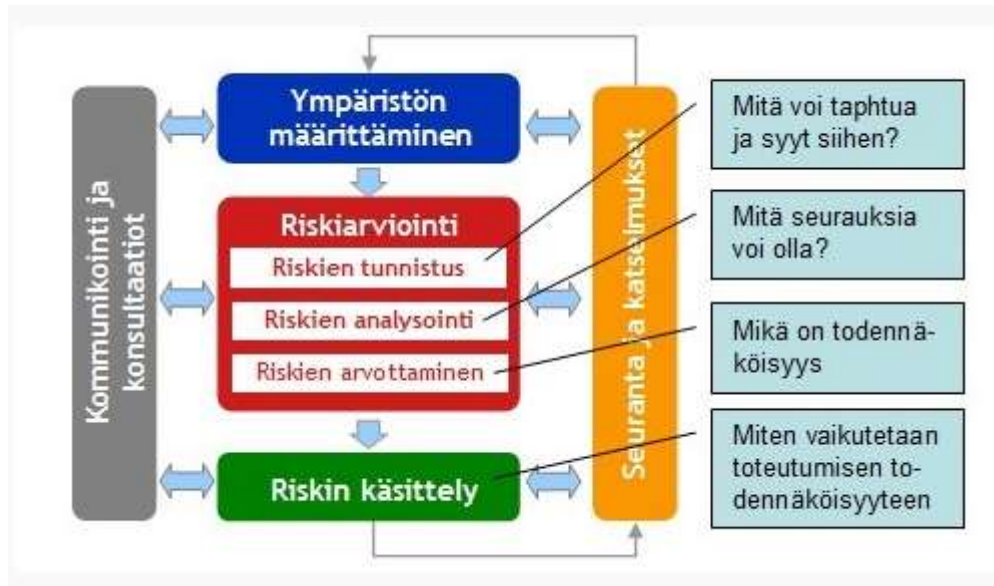 Kommunikointi ja
konsultaatiot
Ympäristön
määrittäminen
Riskiarviointi
Riskien tunnistus
Riskien analysointi
Riskien arvottaminen
Riskin käsittely
Seuranta ja katselmukset
Mitä voi taphtua
ja syyt siihen?
Mitä seurauksia
voi olla?
Mikä on todennä-
köisyys
Miten vaikutetaan
toteutumisen to-
dennäköisyyteen